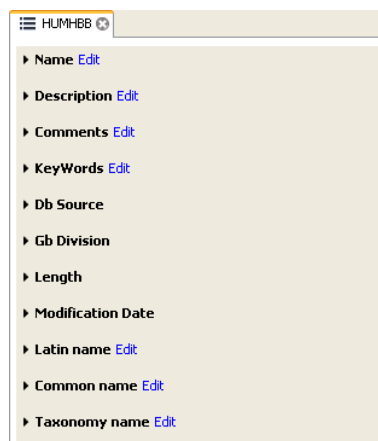 HUMHBB
Name Edit
Description Edit
Comments Edit
KeyWords Edit
Db Source
Gb Division
Length
Modification Date
Latin name Edit
Common name Edit
Taxonomy name Edit